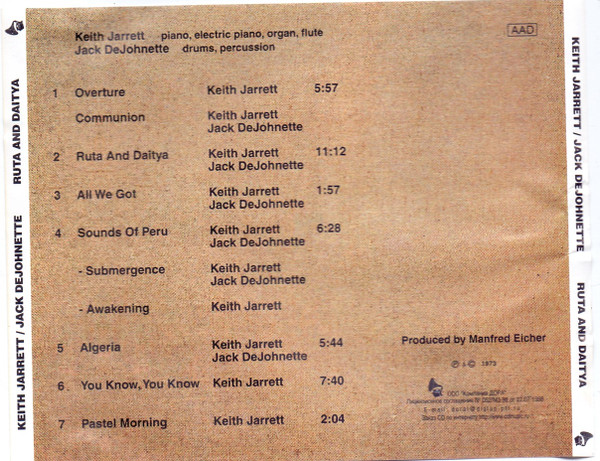 Keith Jarrett piano, electric piano, organ, flute
Jack DeJohnette drums, percussion
AAD
1 Overture Keith Jarrett 5:57
Communion Keith Jarrett
Jack DeJohnette
2 Ruta And Daitya Keith Jarrett 11:12
Jack DeJohnette
3 All We Got Keith Jarrett 1:57
Jack DeJohnette
4 Sounds Of Peru Keith Jarrett 6:28
Jack DeJohnette
- Submergence Keith Jarrett
Jack DeJohnette
- Awakening Keith Jarrett
5 Algeria Keith Jarrett 5:44
Jack DeJohnette
6 You Know, You Know Keith Jarrett 7:40
7 Pastel Morning Keith Jarrett 2:04
Produced by Manfred Eicher
℗ & © 1972
ООО "Компания ДОРА"
E-mail:
KEITH JARRETT / JACK DEJOHNETTE RUTA AND DAITYA
KEITH JARRETT / JACK DEJOHNETTE RUTA AND DAITYA